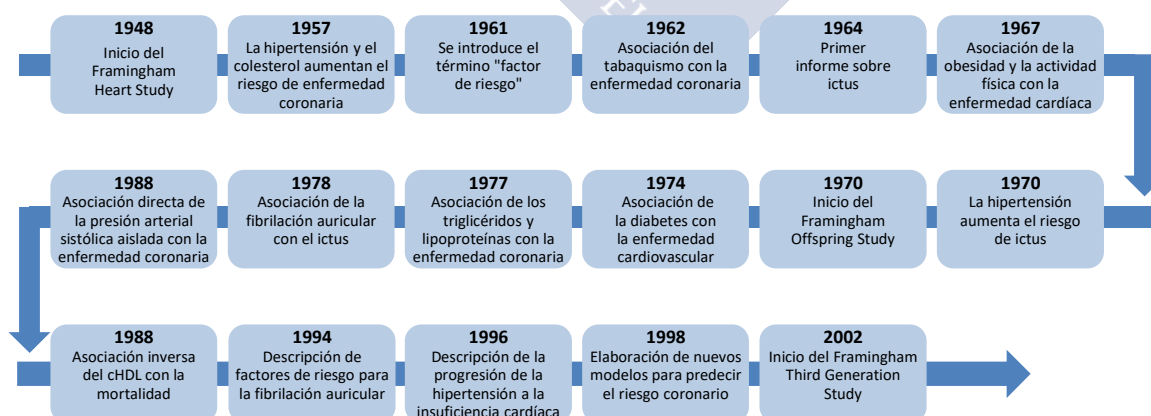 1948
Inicio del
Framingham
Heart Study
1957
La hipertensión y el
colesterol aumentan el
riesgo de enfermedad
coronaria
1961
Se introduce el
término "factor
de riesgo"
1962
Asociación del
tabaquismo con la
enfermedad coronaria
1964
Primer
informe sobre
ictus
1967
Asociación de la
obesidad y la actividad
física con la
enfermedad cardíaca
1970
La hipertensión
aumenta el riesgo
de ictus
1970
Inicio del
Framingham
Offspring Study
1974
Asociación de
la diabetes con
la enfermedad
cardiovascular
1977
Asociación de los
triglicéridos y
lipoproteínas con la
enfermedad coronaria
1978
Asociación de la
fibrilación auricular
con el ictus
1988
Asociación directa de
la presión arterial
sistólica aislada con la
enfermedad coronaria
1988
Asociación inversa
del cHDL con la
mortalidad
1994
Descripción de
factores de riesgo para
la fibrilación auricular
1996
Descripción de la
progresión de la
hipertensión a la
insuficiencia cardíaca
1998
Elaboración de nuevos
modelos para predecir
el riesgo coronario
2002
Inicio del Framingham
Third Generation
Study